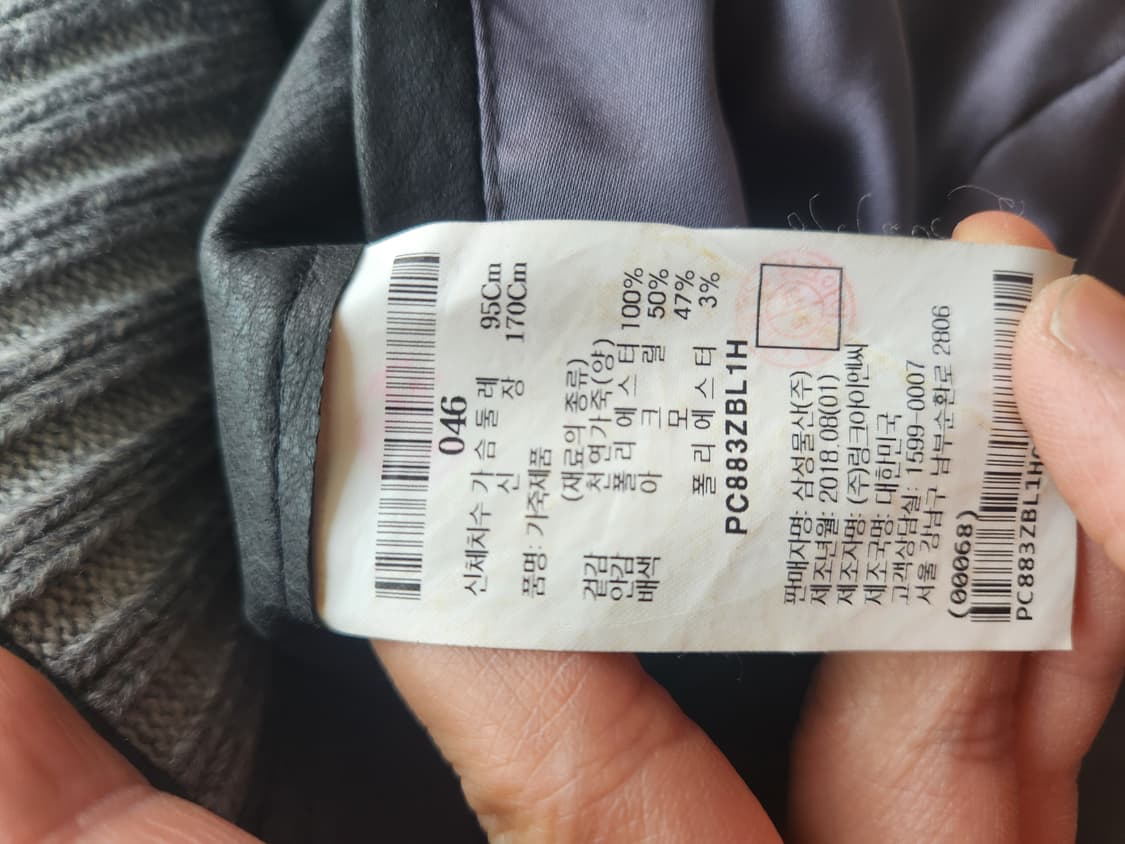 046
신체치수 가 슴 둘 레 95Cm
신 장 170Cm
품명: 가죽제품
(재료의 종류)
겉감 천 연 가 죽(양)
안감 폴 리 에 스 터 100%
배색 아 크 릴 50%
모 47%
폴 리 에 스 터 3%
PC883ZBL1H
판매자명: 삼성물산(주)
제조년월: 2018.08(01)
제조자명: (주)링크아이엔씨
제조국명: 대한민국
고객상담실: 1599-0007
서울 강남구 남부순환로 2806
(00068)
PC883ZBL1H